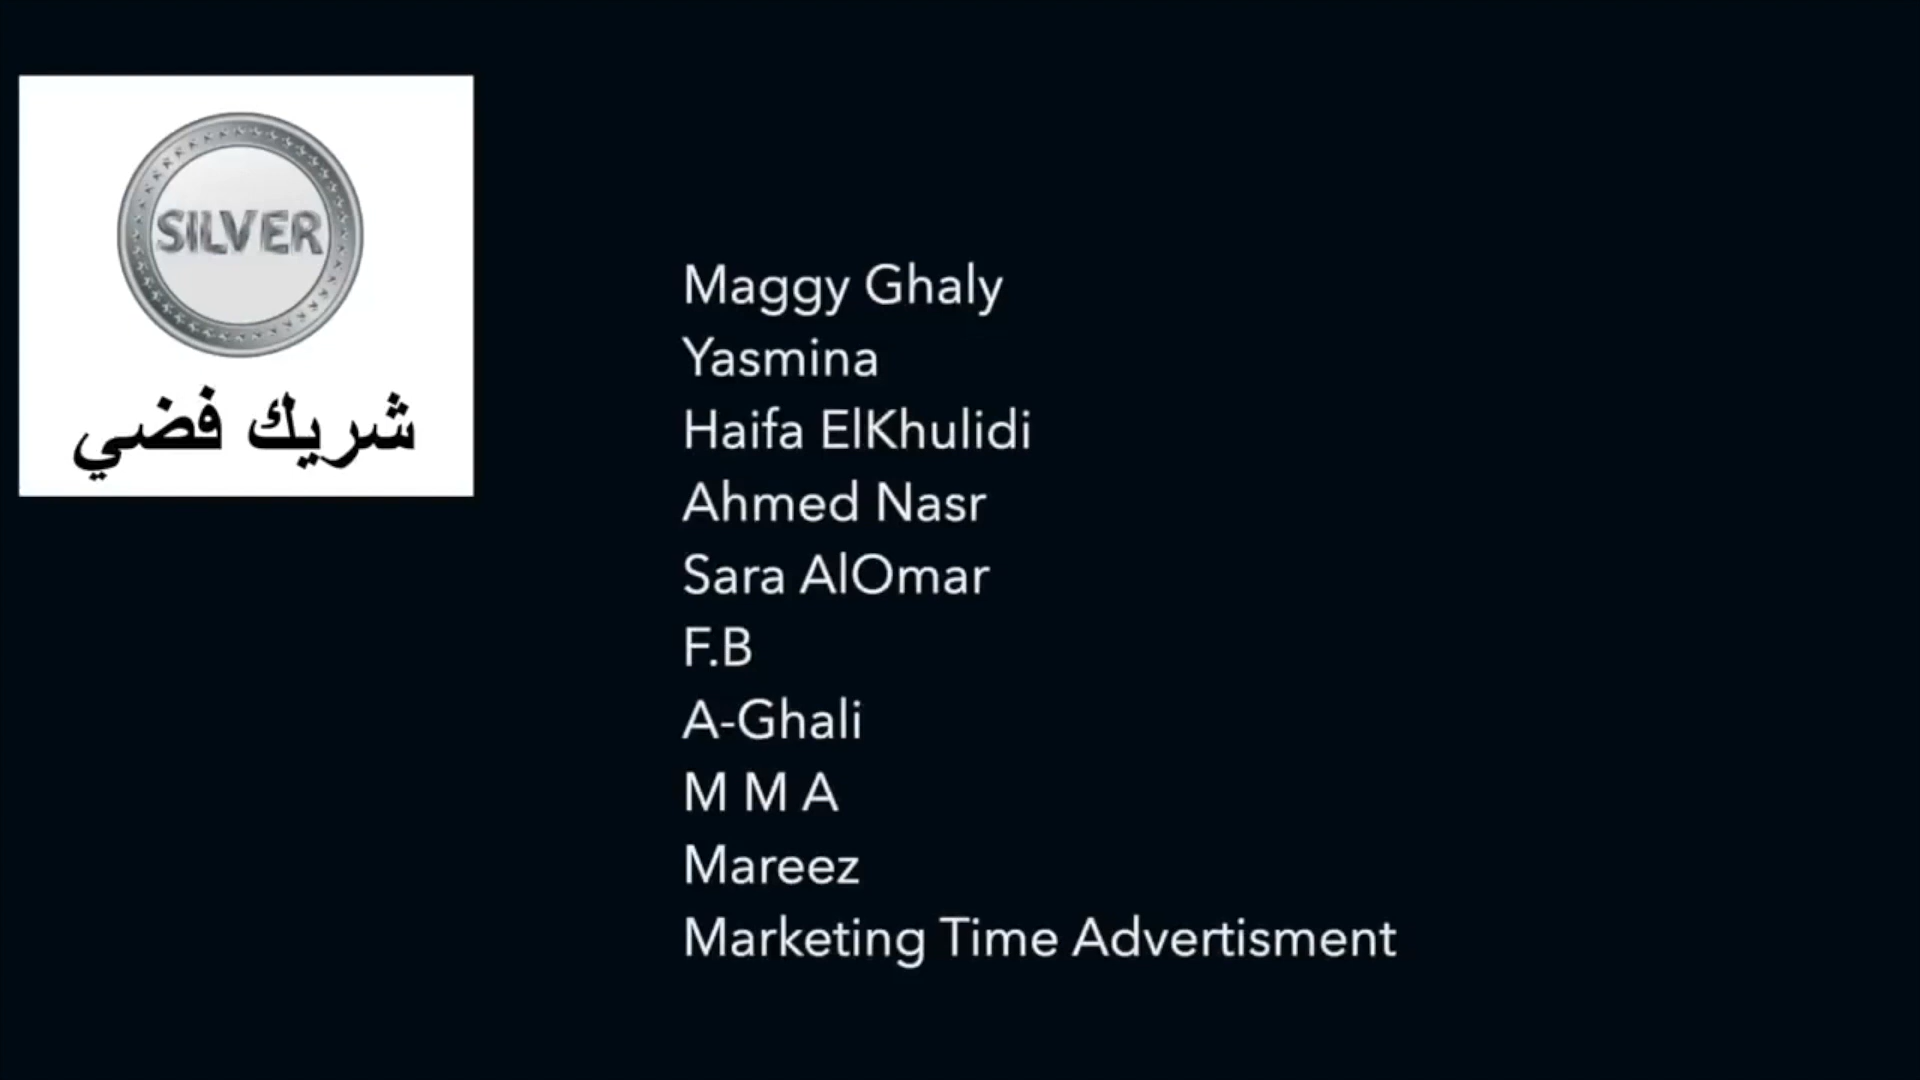 SILVER
شريك فضي
Maggy Ghaly
Yasmina
Haifa ElKhulidi
Ahmed Nasr
Sara AlOmar
F.B
A-Ghali
M M A
Mareez
Marketing Time Advertisment